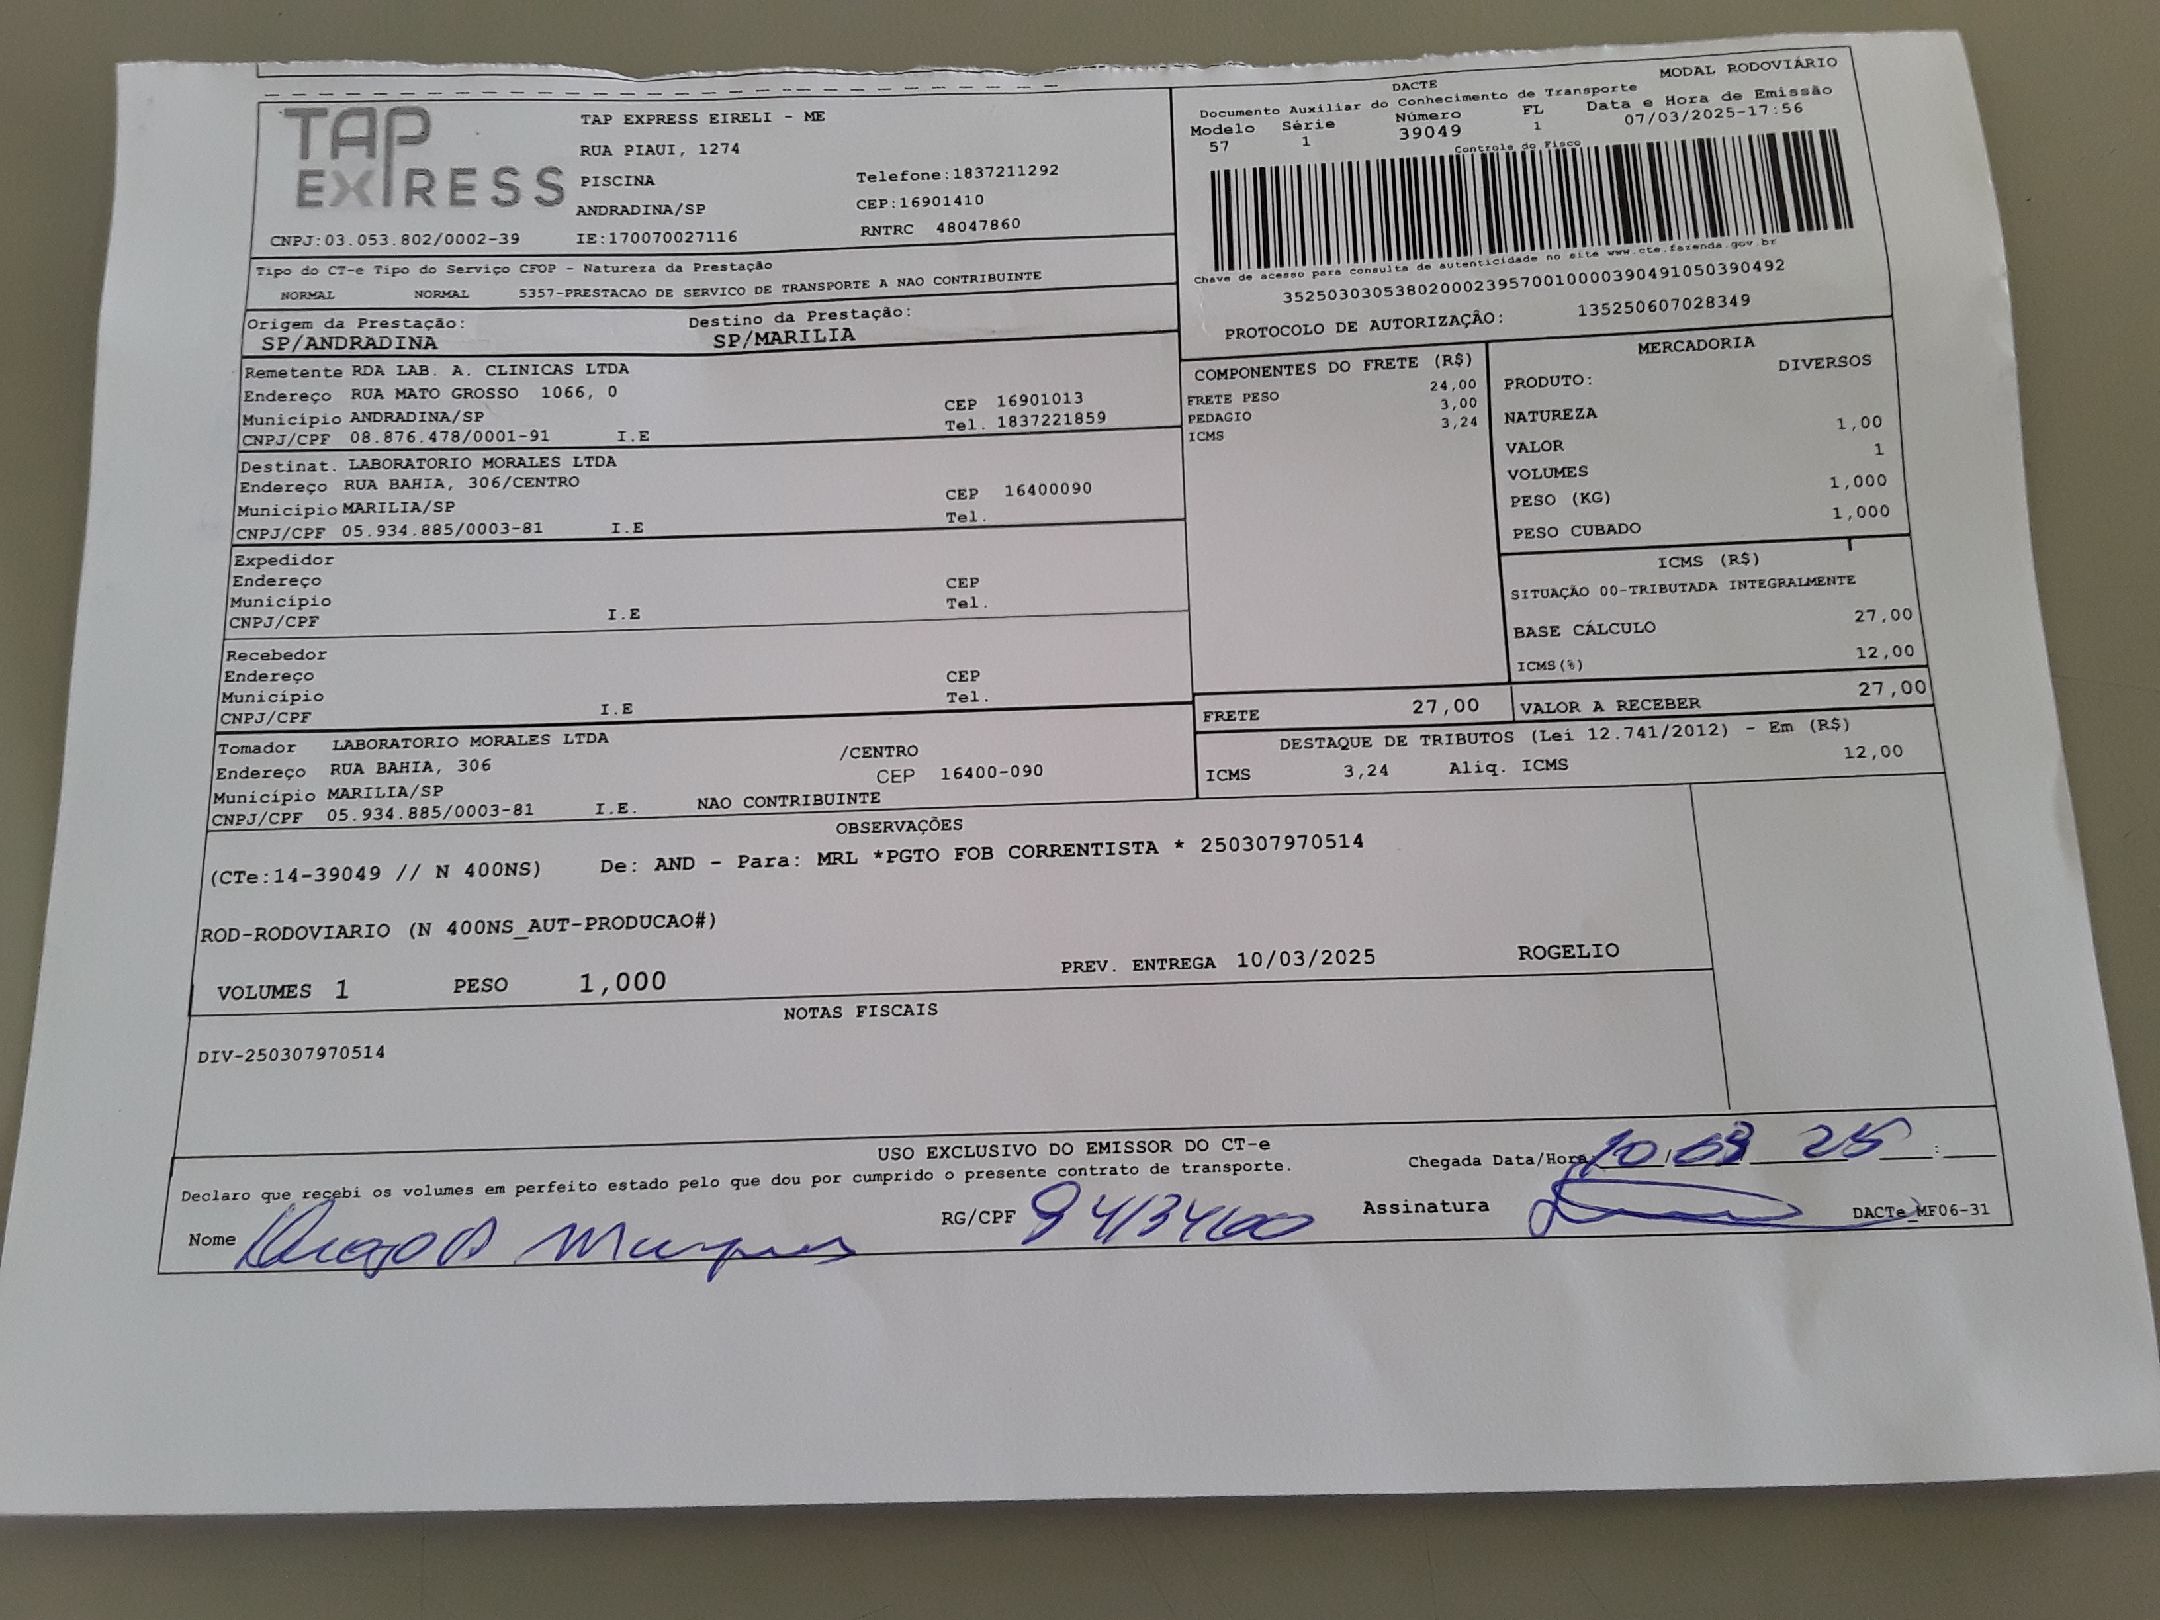 TAP EXPRESS
TAP EXPRESS EIRELI - ME
RUA PIAUI, 1274
PISCINA Telefone:1837211292
ANDRADINA/SP CEP:16901410
CNPJ:03.053.802/0002-39 IE:170070027116 RNTRC 48047860
DACTE MODAL RODOVIÁRIO
Documento Auxiliar do Conhecimento de Transporte
Modelo Série Número FL Data e Hora de Emissão
57 1 39049 1 07/03/2025-17:56
Controle do Fisco
Chave de acesso para consulta de autenticidade no site www.cte.fazenda.gov.br
35250303053802000239570010000390491050390492
PROTOCOLO DE AUTORIZAÇÃO: 135250607028349
Tipo do CT-e Tipo do Serviço CFOP - Natureza da Prestação
NORMAL NORMAL 5357-PRESTACAO DE SERVICO DE TRANSPORTE A NAO CONTRIBUINTE
Origem da Prestação: Destino da Prestação:
SP/ANDRADINA SP/MARILIA
Remetente RDA LAB. A. CLINICAS LTDA
Endereço RUA MATO GROSSO 1066, 0 CEP 16901013
Município ANDRADINA/SP Tel. 1837221859
CNPJ/CPF 08.876.478/0001-91 I.E
Destinat. LABORATORIO MORALES LTDA
Endereço RUA BAHIA, 306/CENTRO CEP 16400090
Município MARILIA/SP Tel.
CNPJ/CPF 05.934.885/0003-81 I.E
Expedidor
Endereço CEP
Município Tel.
CNPJ/CPF I.E
Recebedor
Endereço CEP
Município Tel.
CNPJ/CPF I.E
Tomador LABORATORIO MORALES LTDA
Endereço RUA BAHIA, 306 /CENTRO
Município MARILIA/SP CEP 16400-090
CNPJ/CPF 05.934.885/0003-81 I.E. NAO CONTRIBUINTE
COMPONENTES DO FRETE (R$)
FRETE PESO 24,00
PEDAGIO 3,00
ICMS 3,24
MERCADORIA
PRODUTO: DIVERSOS
NATUREZA
VALOR 1,00
VOLUMES 1
PESO (KG) 1,000
PESO CUBADO 1,000
ICMS (R$)
SITUAÇÃO 00-TRIBUTADA INTEGRALMENTE
BASE CÁLCULO 27,00
ICMS(%) 12,00
FRETE 27,00 VALOR A RECEBER 27,00
DESTAQUE DE TRIBUTOS (Lei 12.741/2012) - Em (R$)
ICMS 3,24 Aliq. ICMS 12,00
OBSERVAÇÕES
(CTe:14-39049 // N 400NS) De: AND - Para: MRL *PGTO FOB CORRENTISTA * 250307970514
ROD-RODOVIARIO (N 400NS_AUT-PRODUCAO#)
VOLUMES 1 PESO 1,000 PREV. ENTREGA 10/03/2025 ROGELIO
NOTAS FISCAIS
DIV-250307970514
USO EXCLUSIVO DO EMISSOR DO CT-e
Declaro que recebi os volumes em perfeito estado pelo que dou por cumprido o presente contrato de transporte. Chegada Data/Hora 10/03 25
Nome RG/CPF Assinatura DACTe_MF06-31